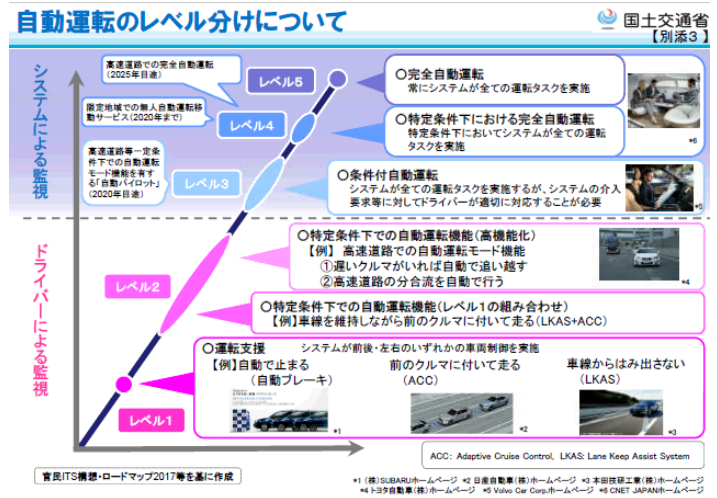 自動運転のレベル分けについて
国土交通省
【別添3】
システムによる監視
ドライバーによる監視
高速道路での完全自動運転
(2025年目途)
レベル5
限定地域での無人自動運転移
動サービス(2020年まで)
レベル4
高速道路等一定条
件下での自動運転
モード機能を有す
る「自動パイロット」
(2020年目途)
レベル3
レベル2
レベル1
○完全自動運転
常にシステムが全ての運転タスクを実施
○特定条件下における完全自動運転
特定条件下においてシステムが全ての運転
タスクを実施
*6
○条件付自動運転
システムが全ての運転タスクを実施するが、システムの介入
要求等に対してドライバーが適切に対応することが必要
*5
○特定条件下での自動運転機能(高機能化)
【例】 高速道路での自動運転モード機能
①遅いクルマがいれば自動で追い越す
②高速道路の分合流を自動で行う
*4
○特定条件下での自動運転機能(レベル1の組み合わせ)
【例】車線を維持しながら前のクルマに付いて走る(LKAS+ACC)
○運転支援 システムが前後・左右のいずれかの車両制御を実施
【例】自動で止まる
(自動ブレーキ)
*1
前のクルマに付いて走る
(ACC)
*2
車線からはみ出さない
(LKAS)
*3
ACC: Adaptive Cruise Control, LKAS: Lane Keep Assist System
官民ITS構想・ロードマップ2017等を基に作成
*1 (株)SUBARUホームページ *2 日産自動車(株)ホームページ *3 本田技研工業(株)ホームページ
*4 トヨタ自動車(株)ホームページ *5 Volvo Car Corp.ホームページ *6 CNET JAPANホームページ